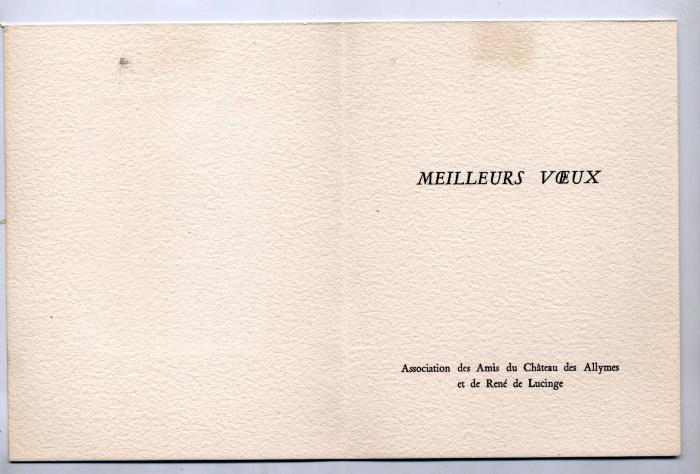 MEILLEURS VŒUX
Association des Amis du Château des Allymes
et de René de Lucinge